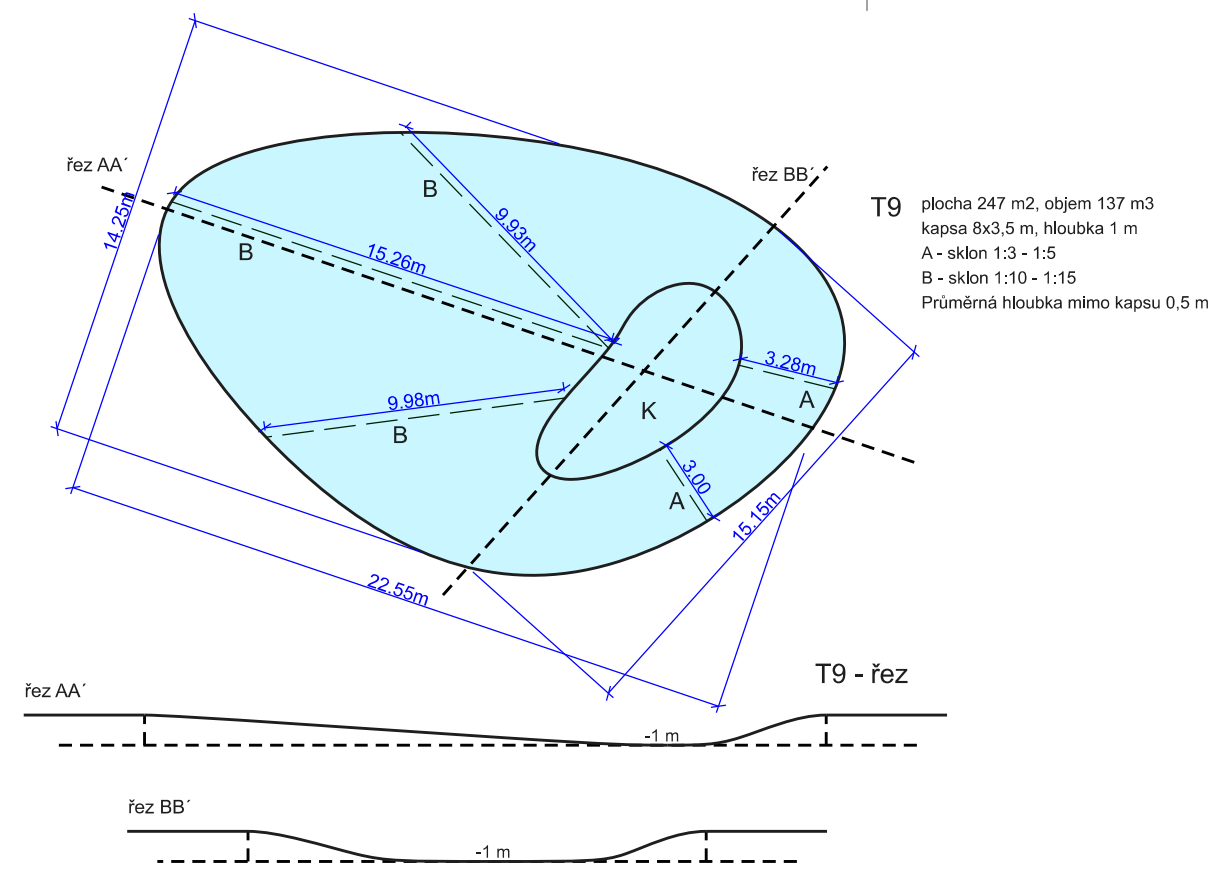 řez AA´
řez BB´
T9
plocha 247 m2, objem 137 m3
kapsa 8x3,5 m, hloubka 1 m
A - sklon 1:3 - 1:5
B - sklon 1:10 - 1:15
Průměrná hloubka mimo kapsu 0,5 m
14.25m
B
9.93m
B
15.26m
3.28m
A
9.98m
B
K
3.00
A
15.15m
22.55m
T9 - řez
řez AA´
-1 m
řez BB´
-1 m